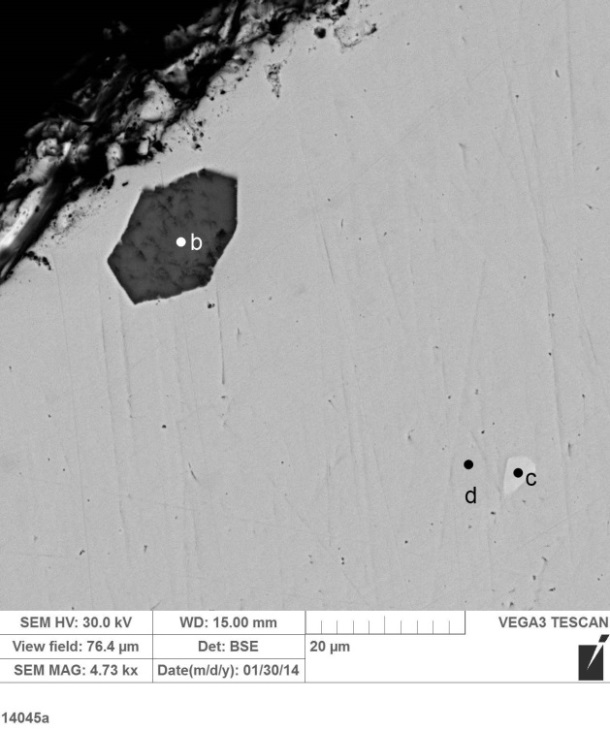 b
c
d
SEM HV: 30.0 kV WD: 15.00 mm VEGA3 TESCAN
View field: 76.4 µm Det: BSE 20 µm
SEM MAG: 4.73 kx Date(m/d/y): 01/30/14
14045a